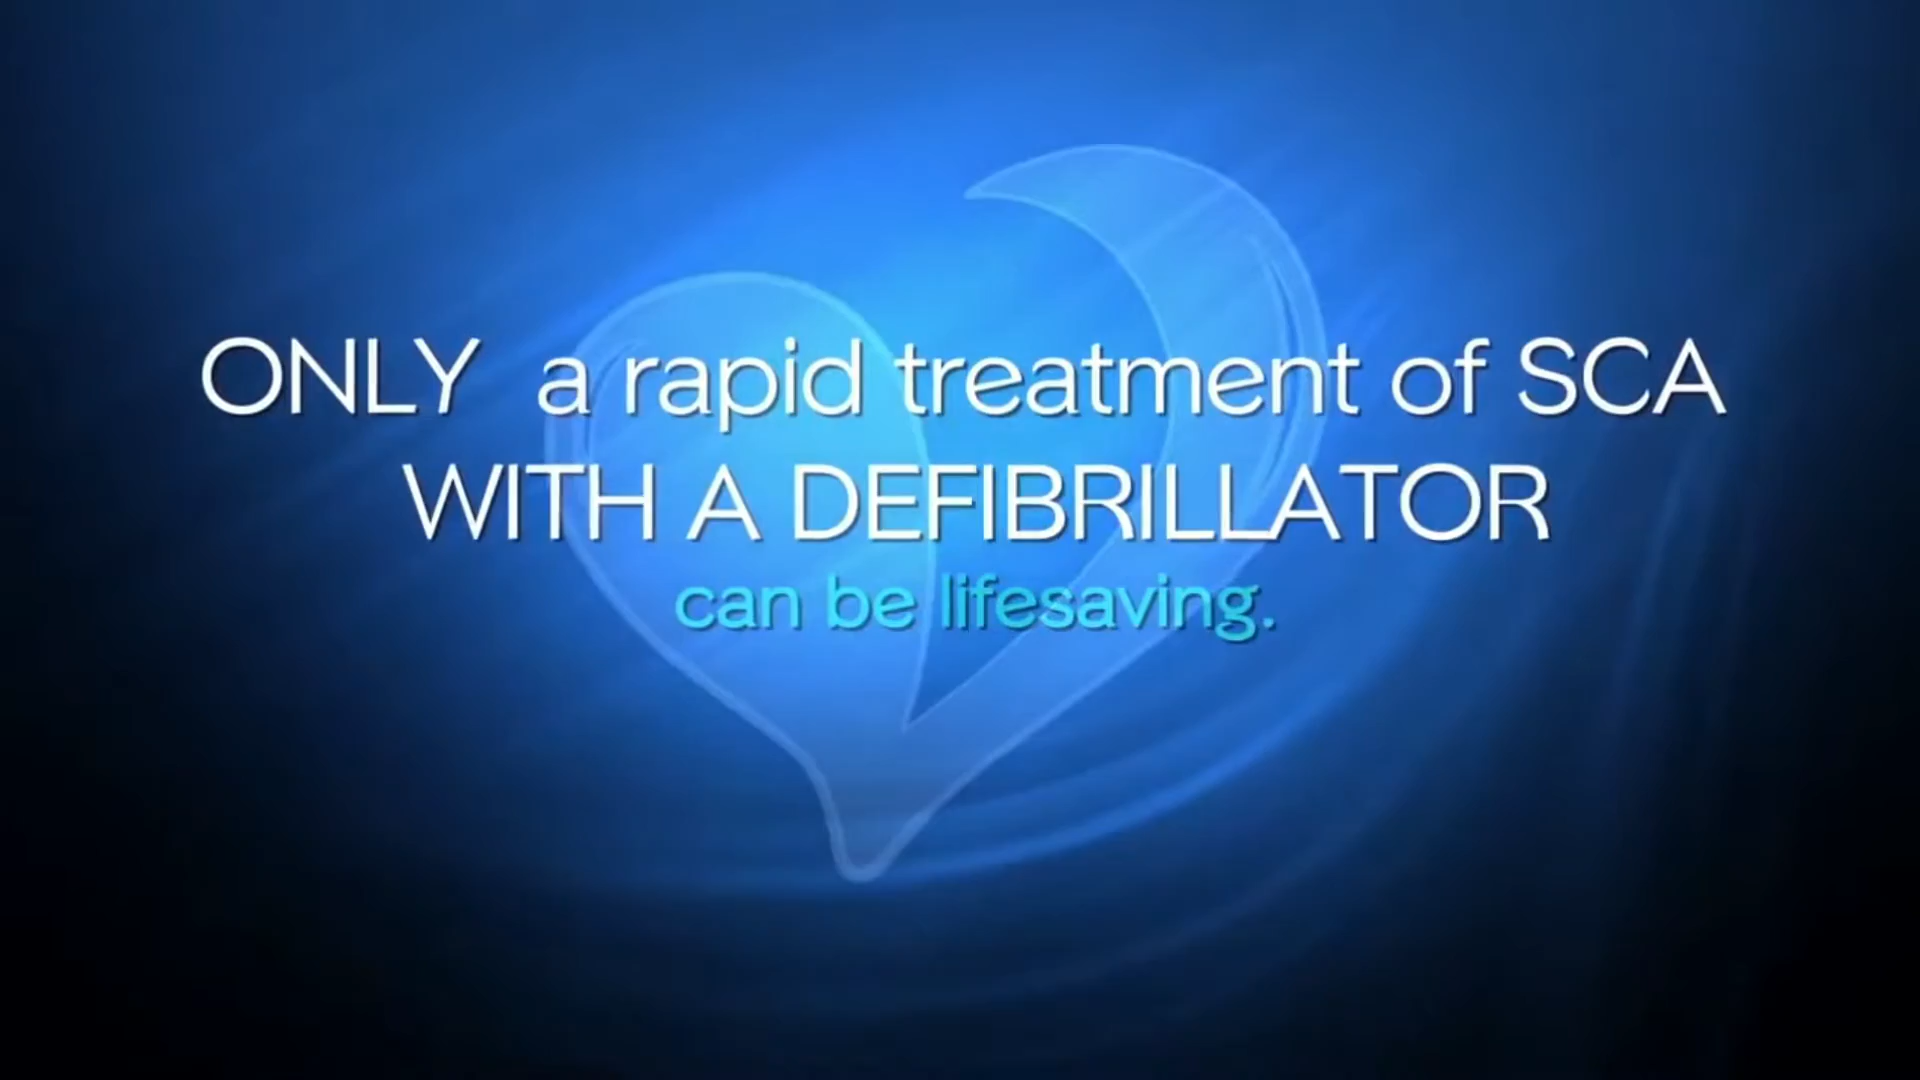 ONLY a rapid treatment of SCA
WITH A DEFIBRILLATOR
can be lifesaving.